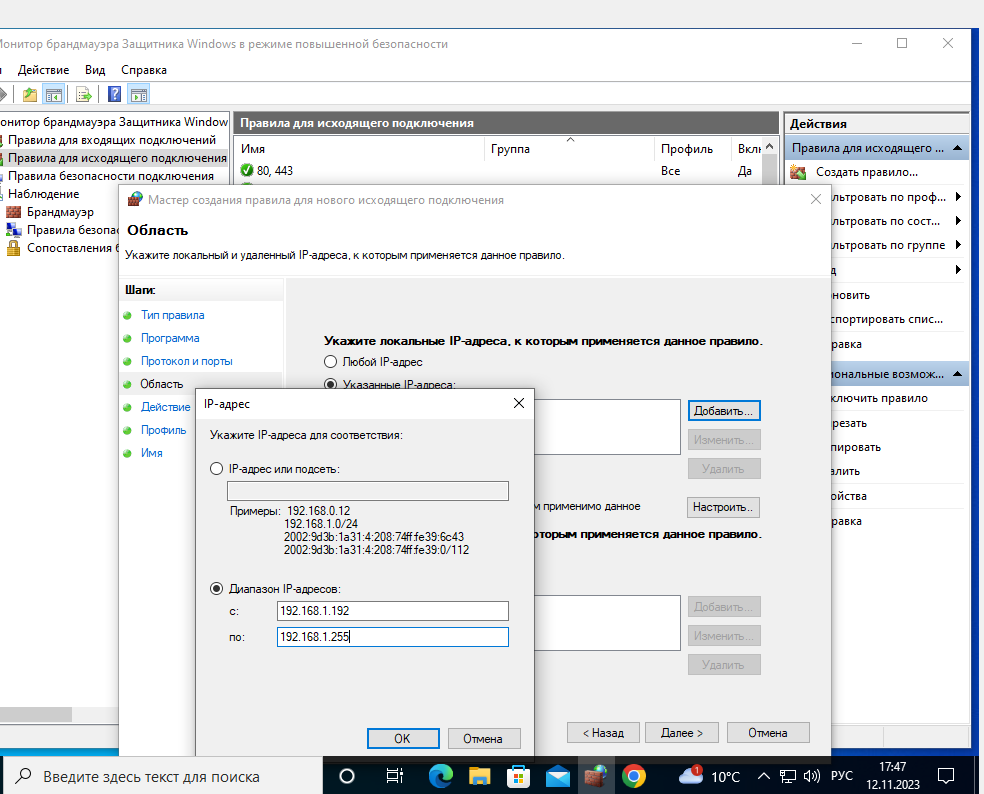 Монитор брандмауэра Защитника Windows в режиме повышенной безопасности
Действие Вид Справка
онитор брандмауэра Защитника Window
Правила для входящих подключений
Правила для исходящего подключения
Правила безопасности подключения
Наблюдение
Брандмауэр
Правила безопас
Сопоставления б
Правила для исходящего подключения
Имя Группа Профиль Вкл
80, 443 Все Да
Действия
Правила для исходящего ...
Создать правило...
льтровать по проф...
льтровать по сост...
льтровать по группе
д
новить
спортировать спис...
равка
иональные возмож...
ключить правило
резать
пировать
алить
ойства
равка
Мастер создания правила для нового исходящего подключения
Область
Укажите локальный и удаленный IP-адреса, к которым применяется данное правило.
Шаги:
Тип правила
Программа
Протокол и порты
Область
Действие
Профиль
Имя
Укажите локальные IP-адреса, к которым применяется данное правило.
Любой IP-адрес
Указанные IP-адреса:
Добавить...
Изменить...
Удалить
м применимо данное
Настроить..
оторым применяется данное правило.
Добавить...
Изменить...
Удалить
< Назад Далее > Отмена
IP-адрес
Укажите IP-адреса для соответствия:
IP-адрес или подсеть:
Примеры: 192.168.0.12
192.168.1.0/24
2002:9d3b:1a31:4:208:74ff:fe39:6c43
2002:9d3b:1a31:4:208:74ff:fe39:0/112
Диапазон IP-адресов:
с: 192.168.1.192
по: 192.168.1.255
OK Отмена
Введите здесь текст для поиска
1
10°C
РУС
17:47
12.11.2023